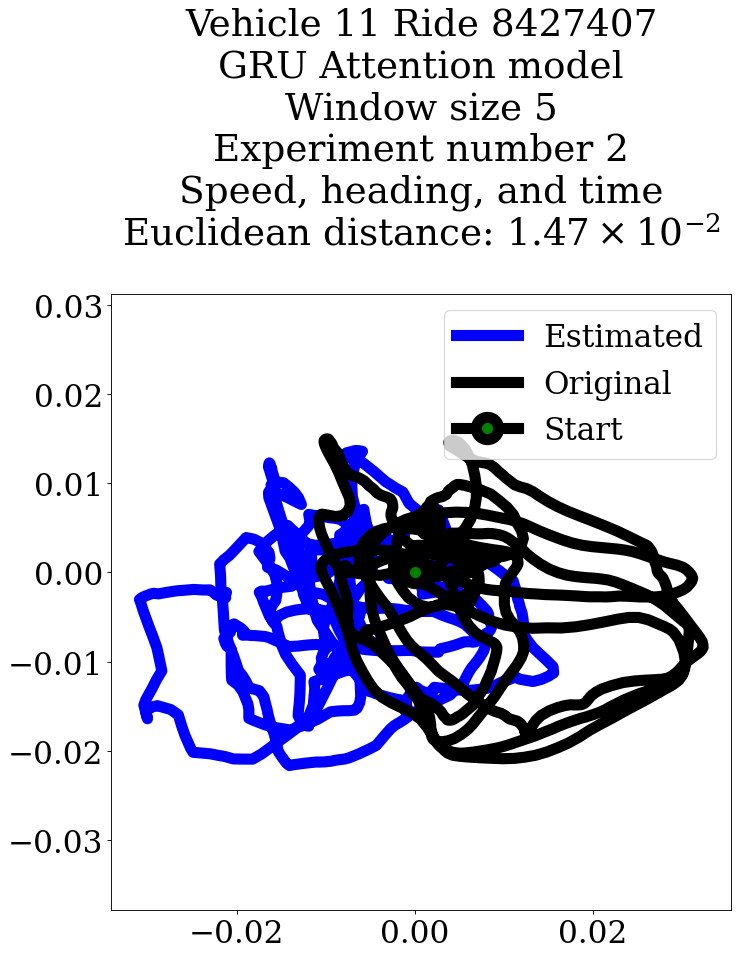 Vehicle 11 Ride 8427407
GRU Attention model
Window size 5
Experiment number 2
Speed, heading, and time
Euclidean distance: 1.47 × 10⁻²
Estimated
Original
Start
0.03
0.02
0.01
0.00
−0.01
−0.02
−0.03
−0.02
0.00
0.02